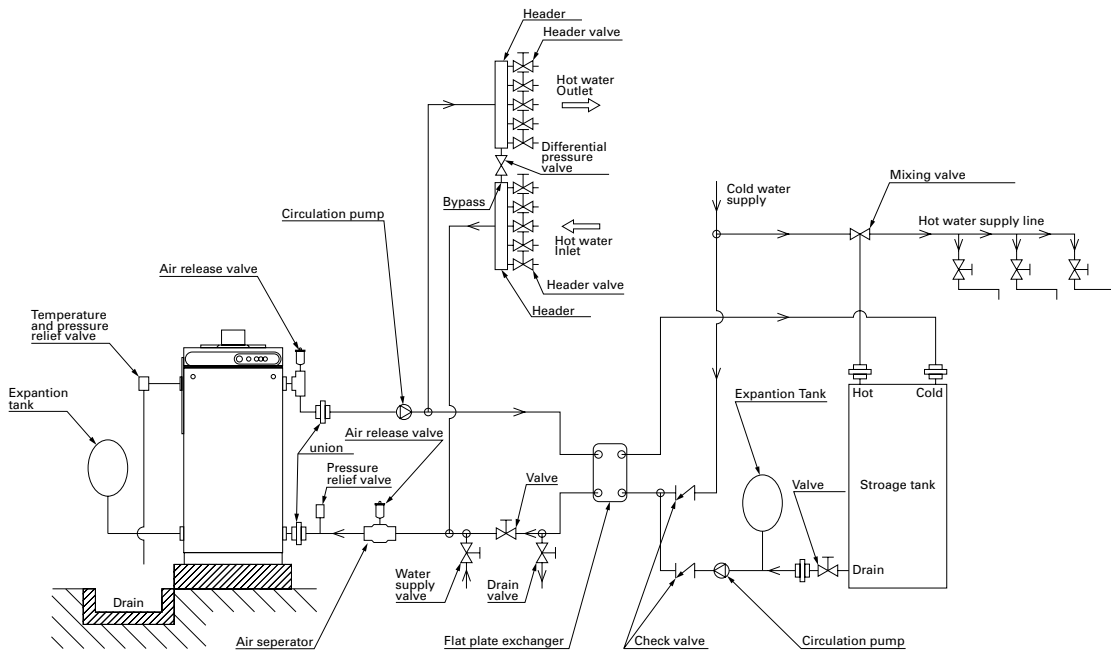 Header
Header valve
Hot water
Outlet
Differential
pressure
valve
Bypass
Hot water
Inlet
Header valve
Header
Circulation pump
Air release valve
Temperature
and pressure
relief valve
Expantion
tank
union
Air release valve
Pressure
relief valve
Valve
Water
supply
valve
Drain
valve
Drain
Air seperator
Flat plate exchanger
Check valve
Circulation pump
Cold water
supply
Mixing valve
Hot water supply line
Expantion Tank
Valve
Hot
Cold
Stroage tank
Drain